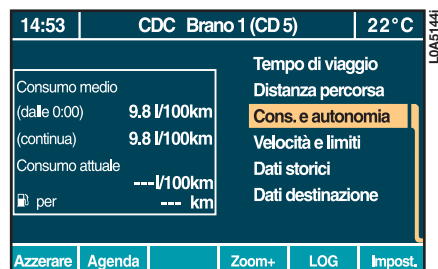 14:53 CDC Brano 1 (CD 5) 22°C
Consumo medio
(dalle 0:00) 9.8 l/100km
(continua) 9.8 l/100km
Consumo attuale
---l/100km
per --- km
Tempo di viaggio
Distanza percorsa
Cons. e autonomia
Velocità e limiti
Dati storici
Dati destinazione
Azzerare Agenda Zoom+ LOG Impost.
L0A5144i